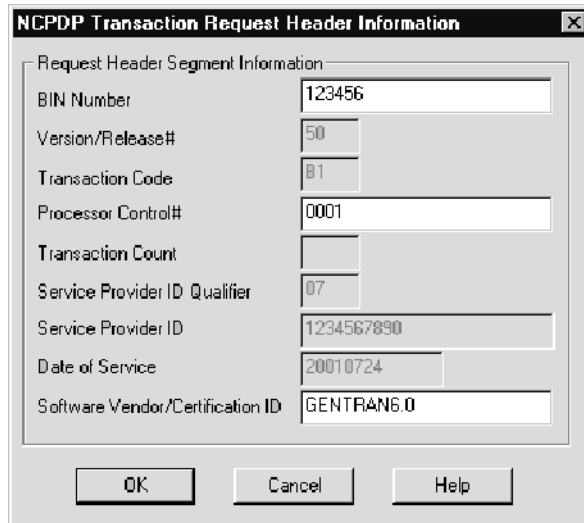 NCPDP Transaction Request Header Information
Request Header Segment Information
BIN Number 123456
Version/Release# 50
Transaction Code B1
Processor Control# 0001
Transaction Count
Service Provider ID Qualifier 07
Service Provider ID 1234567890
Date of Service 20010724
Software Vendor/Certification ID GENTRAN6.0
OK Cancel Help